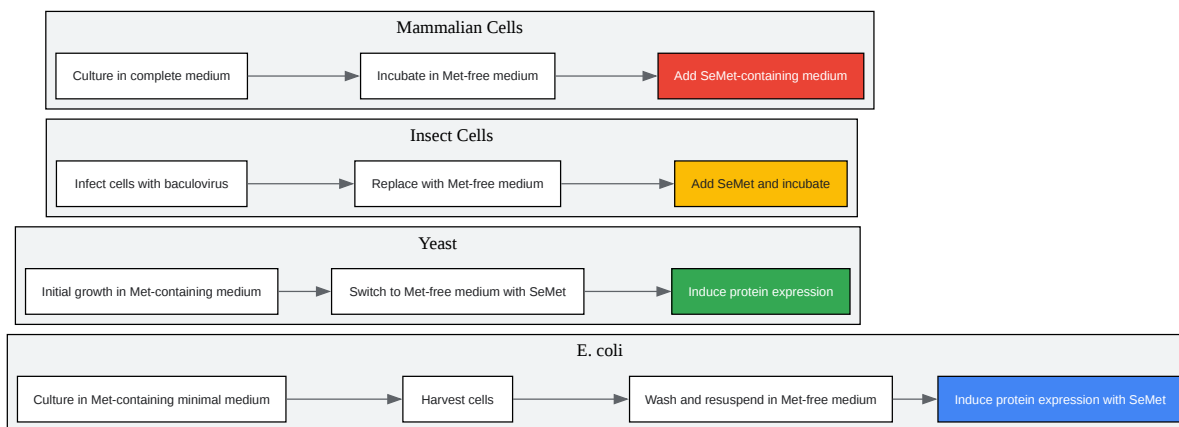 Mammalian Cells
Culture in complete medium
Incubate in Met-free medium
Add SeMet-containing medium
Insect Cells
Infect cells with baculovirus
Replace with Met-free medium
Add SeMet and incubate
Yeast
Initial growth in Met-containing medium
Switch to Met-free medium with SeMet
Induce protein expression
E. coli
Culture in Met-containing minimal medium
Harvest cells
Wash and resuspend in Met-free medium
Induce protein expression with SeMet